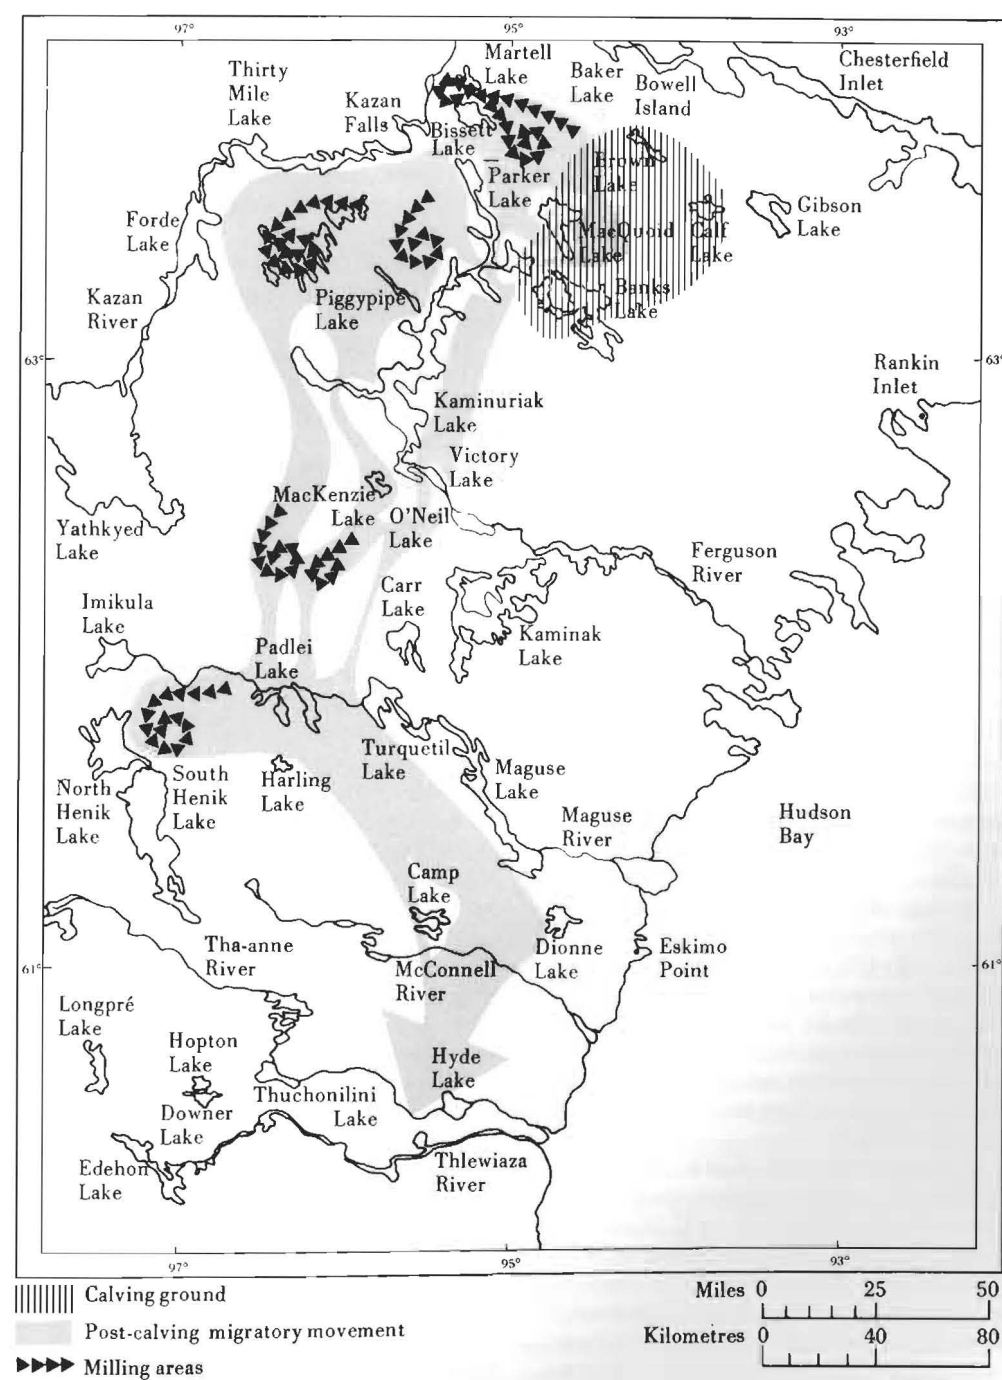 97°
95°
93°
Martell
Lake
Baker
Lake
Bowell
Island
Chesterfield
Inlet
Thirty
Mile
Lake
Kazan
Falls
Bissett
Lake
Brown
Lake
Parker
Lake
Gibson
Lake
Forde
Lake
MacQuoid
Lake
Calf
Lake
Kazan
River
Piggypipe
Lake
Banks
Lake
63°
63°
Rankin
Inlet
Kaminuriak
Lake
Victory
Lake
MacKenzie
Lake
O'Neil
Lake
Yathkyed
Lake
Ferguson
River
Carr
Lake
Imikula
Lake
Kaminak
Lake
Padlei
Lake
Turquetil
Lake
Maguse
Lake
North
Henik
Lake
South
Henik
Lake
Harling
Lake
Maguse
River
Hudson
Bay
Camp
Lake
Tha-anne
River
Dionne
Lake
Eskimo
Point
McConnell
River
61°
61°
Longpré
Lake
Hopton
Lake
Hyde
Lake
Thuchonilini
Lake
Downer
Lake
Edehon
Lake
Thlewiaza
River
97°
95°
93°
Calving ground
Post-calving migratory movement
Milling areas
Miles 0 25 50
Kilometres 0 40 80